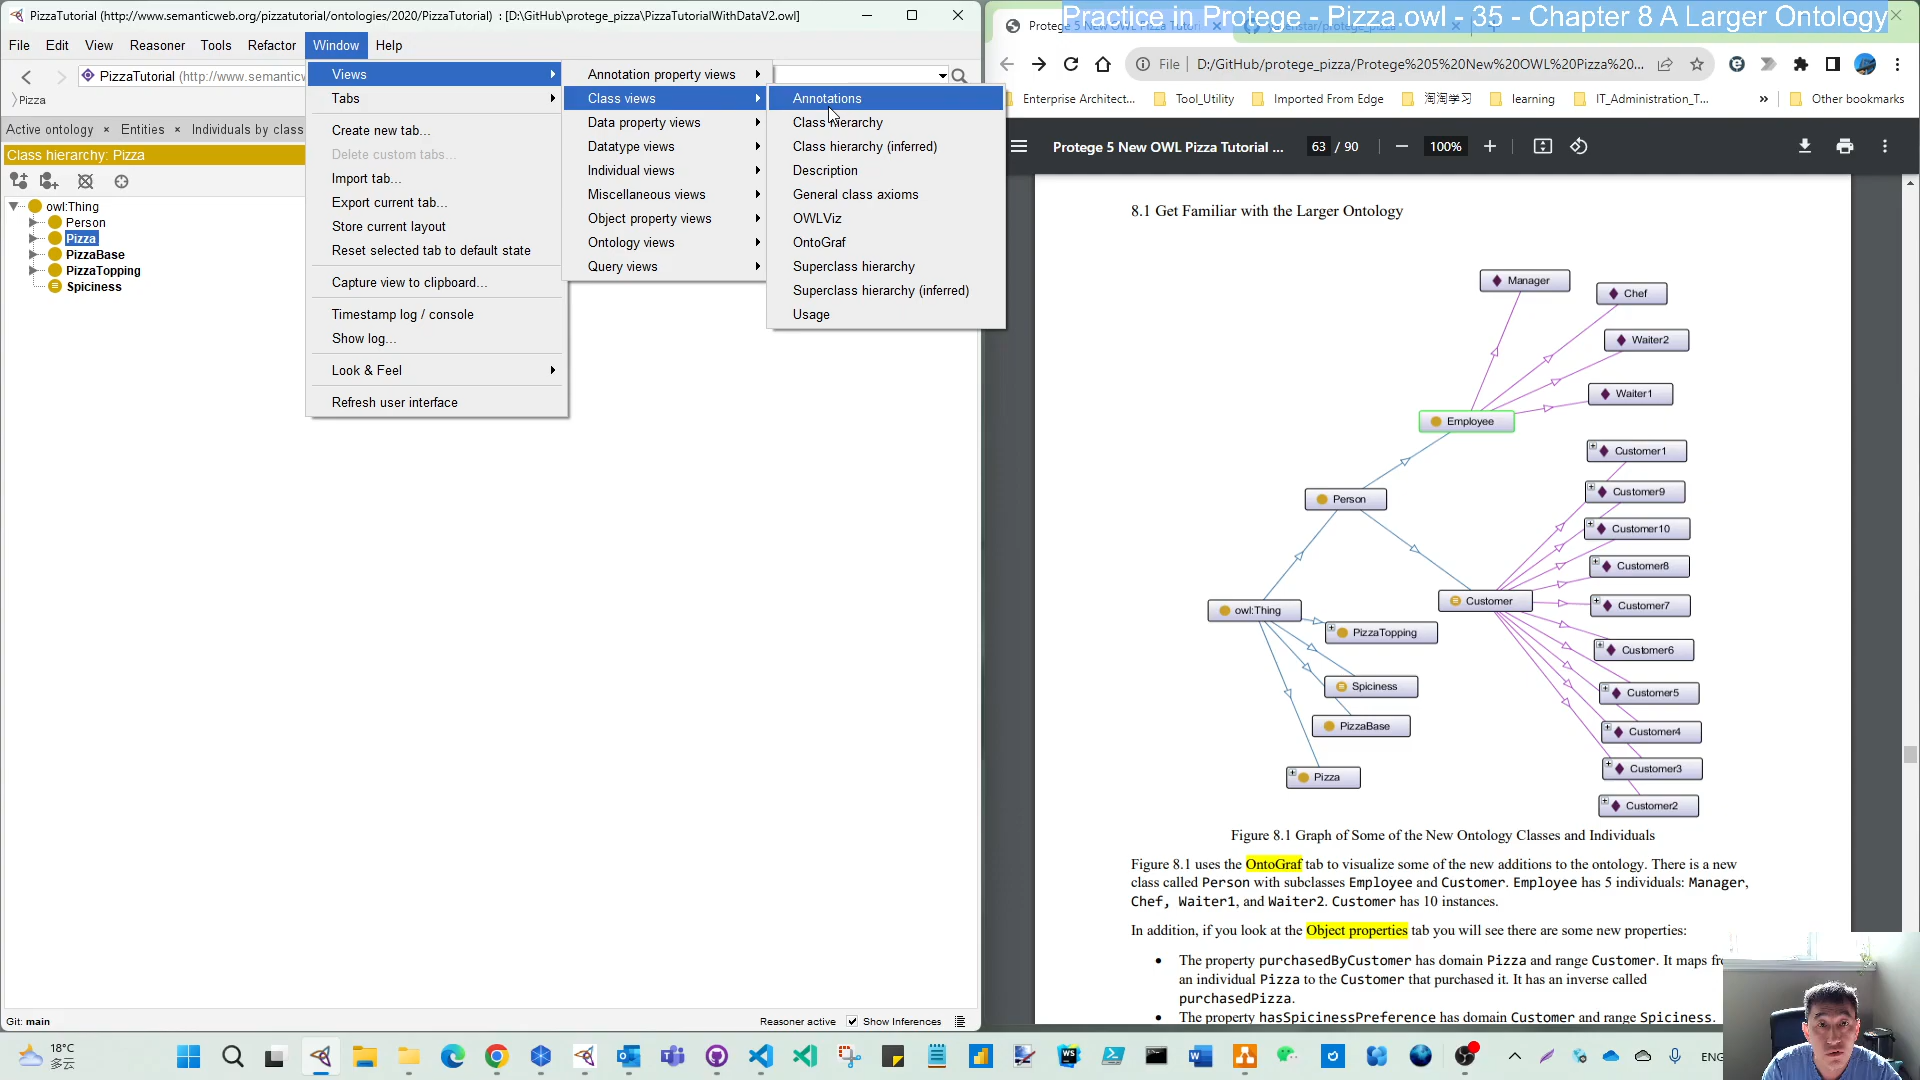 PizzaTutorial (http://www.semanticweb.org/pizzatutorial/ontologies/2020/PizzaTutorial) : [D:\GitHub\protege_pizza\PizzaTutorialWithDataV2.owl]
File Edit View Reasoner Tools Refactor Window Help
PizzaTutorial (http://www.semanticw
Pizza
Active ontology × Entities × Individuals by class
Class hierarchy: Pizza
owl:Thing
Person
Pizza
PizzaBase
PizzaTopping
Spiciness
Views
Tabs
Create new tab...
Delete custom tabs...
Import tab...
Export current tab...
Store current layout
Reset selected tab to default state
Capture view to clipboard...
Timestamp log / console
Show log...
Look & Feel
Refresh user interface
Annotation property views
Class views
Data property views
Datatype views
Individual views
Miscellaneous views
Object property views
Ontology views
Query views
Annotations
Class hierarchy
Class hierarchy (inferred)
Description
General class axioms
OWLViz
OntoGraf
Superclass hierarchy
Superclass hierarchy (inferred)
Usage
Git: main
Reasoner active Show Inferences
Practice in Protege - Pizza.owl - 35 - Chapter 8 A Larger Ontology
Protege 5 New OWL Pizza Tutori
File D:/GitHub/protege_pizza/Protege%205%20New%20OWL%20Pizza%20...
Enterprise Architect... Tool_Utility Imported From Edge 淘淘学习 learning IT_Administration_T... » Other bookmarks
Protege 5 New OWL Pizza Tutorial ... 63 / 90 100%
8.1 Get Familiar with the Larger Ontology
Manager
Chef
Waiter2
Waiter1
Employee
Customer1
Customer9
Person
Customer10
Customer8
Customer
Customer7
owl:Thing
PizzaTopping
Customer6
Spiciness
Customer5
PizzaBase
Customer4
Customer3
Pizza
Customer2
Figure 8.1 Graph of Some of the New Ontology Classes and Individuals
Figure 8.1 uses the OntoGraf tab to visualize some of the new additions to the ontology. There is a new
class called Person with subclasses Employee and Customer. Employee has 5 individuals: Manager,
Chef, Waiter1, and Waiter2. Customer has 10 instances.
In addition, if you look at the Object properties tab you will see there are some new properties:
• The property purchasedByCustomer has domain Pizza and range Customer. It maps fr
an individual Pizza to the Customer that purchased it. It has an inverse called
purchasedPizza.
• The property hasSpicinessPreference has domain Customer and range Spiciness.
18°C
多云
ENG